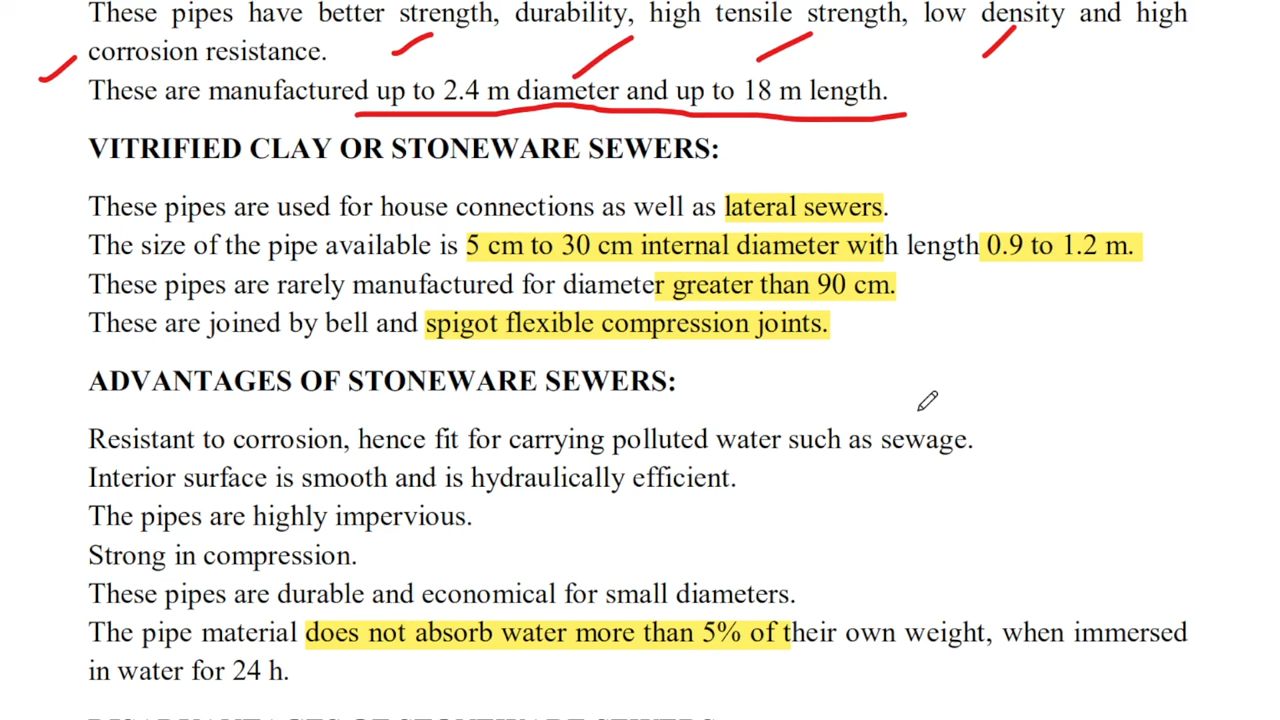 These pipes have better strength, durability, high tensile strength, low density and high
corrosion resistance.
These are manufactured up to 2.4 m diameter and up to 18 m length.
VITRIFIED CLAY OR STONEWARE SEWERS:
These pipes are used for house connections as well as lateral sewers.
The size of the pipe available is 5 cm to 30 cm internal diameter with length 0.9 to 1.2 m.
These pipes are rarely manufactured for diameter greater than 90 cm.
These are joined by bell and spigot flexible compression joints.
ADVANTAGES OF STONEWARE SEWERS:
Resistant to corrosion, hence fit for carrying polluted water such as sewage.
Interior surface is smooth and is hydraulically efficient.
The pipes are highly impervious.
Strong in compression.
These pipes are durable and economical for small diameters.
The pipe material does not absorb water more than 5% of their own weight, when immersed
in water for 24 h.